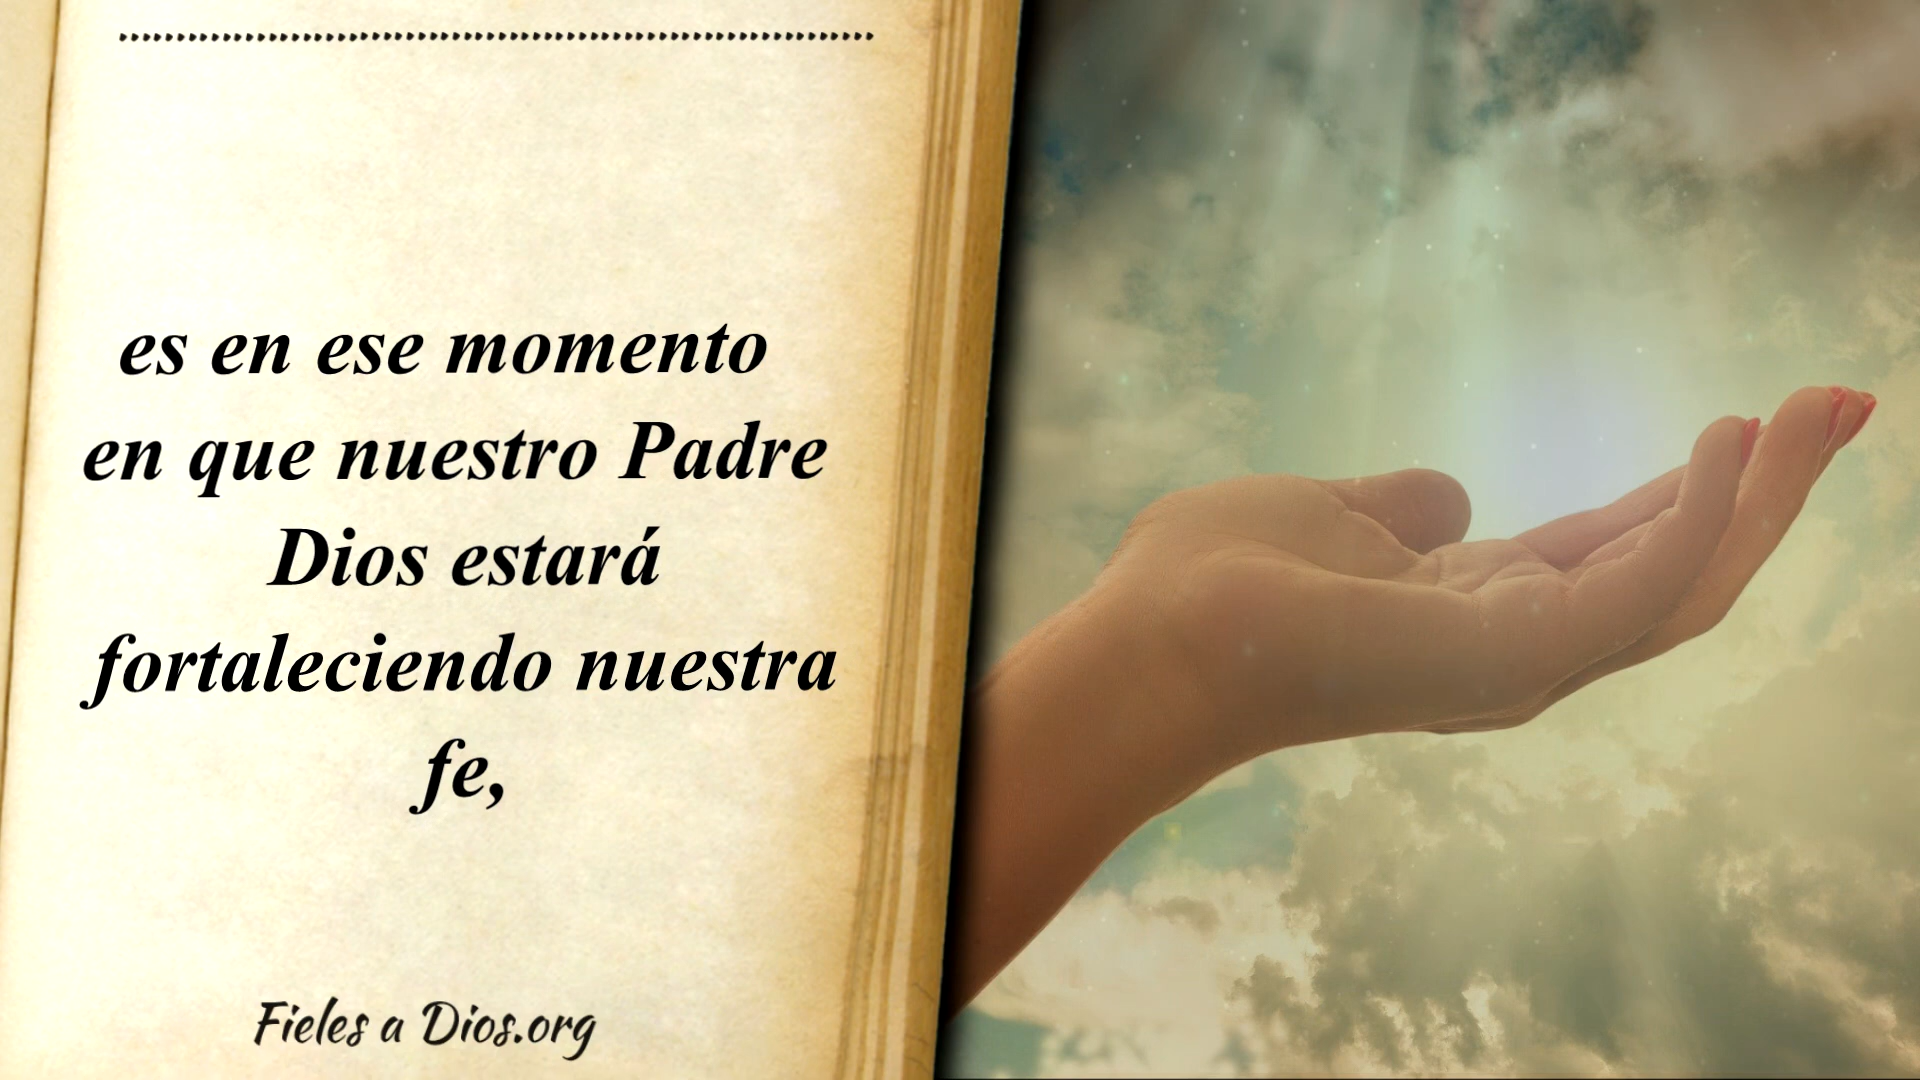 es en ese momento
en que nuestro Padre
Dios estará
fortaleciendo nuestra
fe,
Fieles a Dios.org